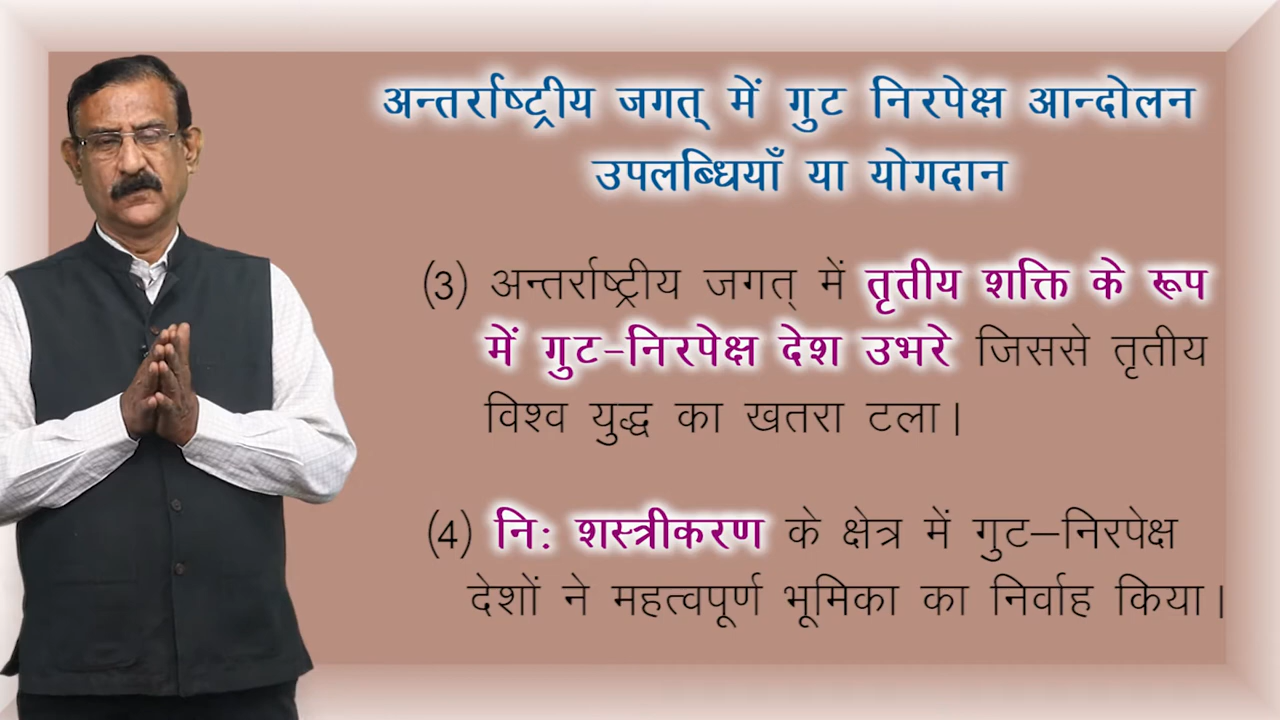 अन्तर्राष्ट्रीय जगत् में गुट निरपेक्ष आन्दोलन
उपलब्धियाँ या योगदान
(3) अन्तर्राष्ट्रीय जगत् में तृतीय शक्ति के रूप
में गुट-निरपेक्ष देश उभरे जिससे तृतीय
विश्व युद्ध का खतरा टला।
(4) नि: शस्त्रीकरण के क्षेत्र में गुट–निरपेक्ष
देशों ने महत्वपूर्ण भूमिका का निर्वाह किया।